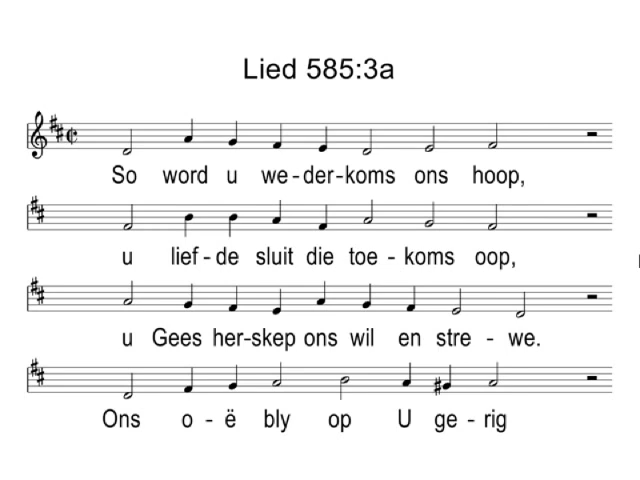 Lied 585:3a
So word u we-der-koms ons hoop,
u lief-de sluit die toe-koms oop,
u Gees her-skep ons wil en stre-we.
Ons o-ë bly op U ge-rig